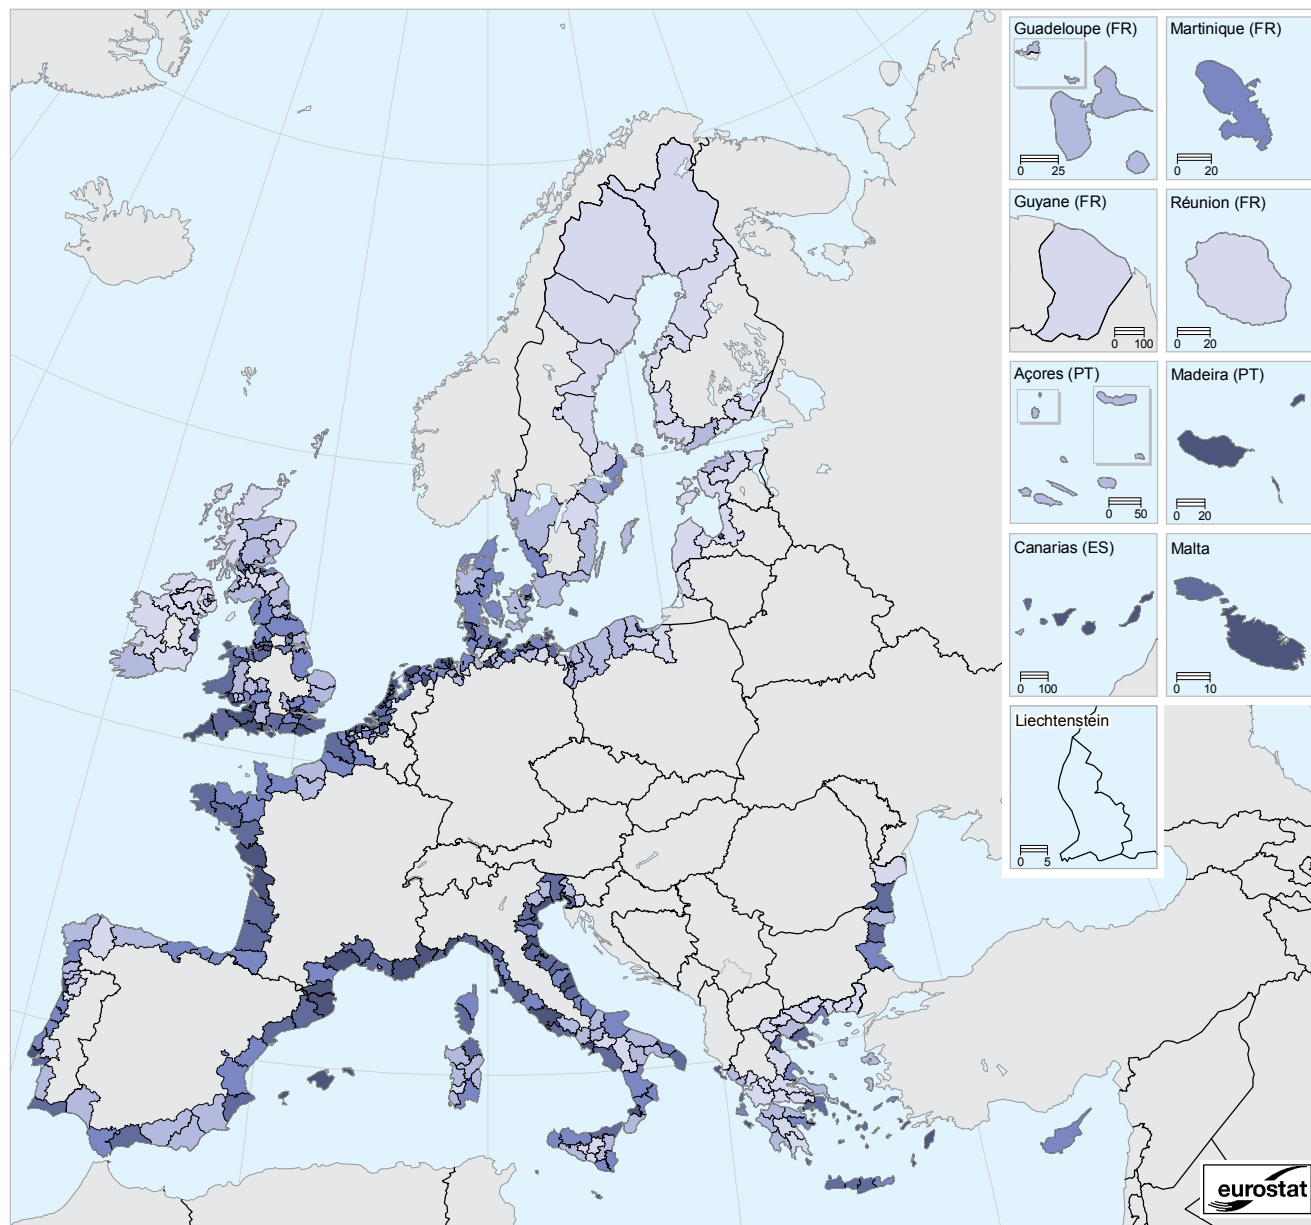 Guadeloupe (FR)
0 25
Martinique (FR)
0 20
Guyane (FR)
0 100
Réunion (FR)
0 20
Açores (PT)
0 50
Madeira (PT)
0 20
Canarias (ES)
0 100
Malta
0 10
Liechtenstein
0 5
eurostat